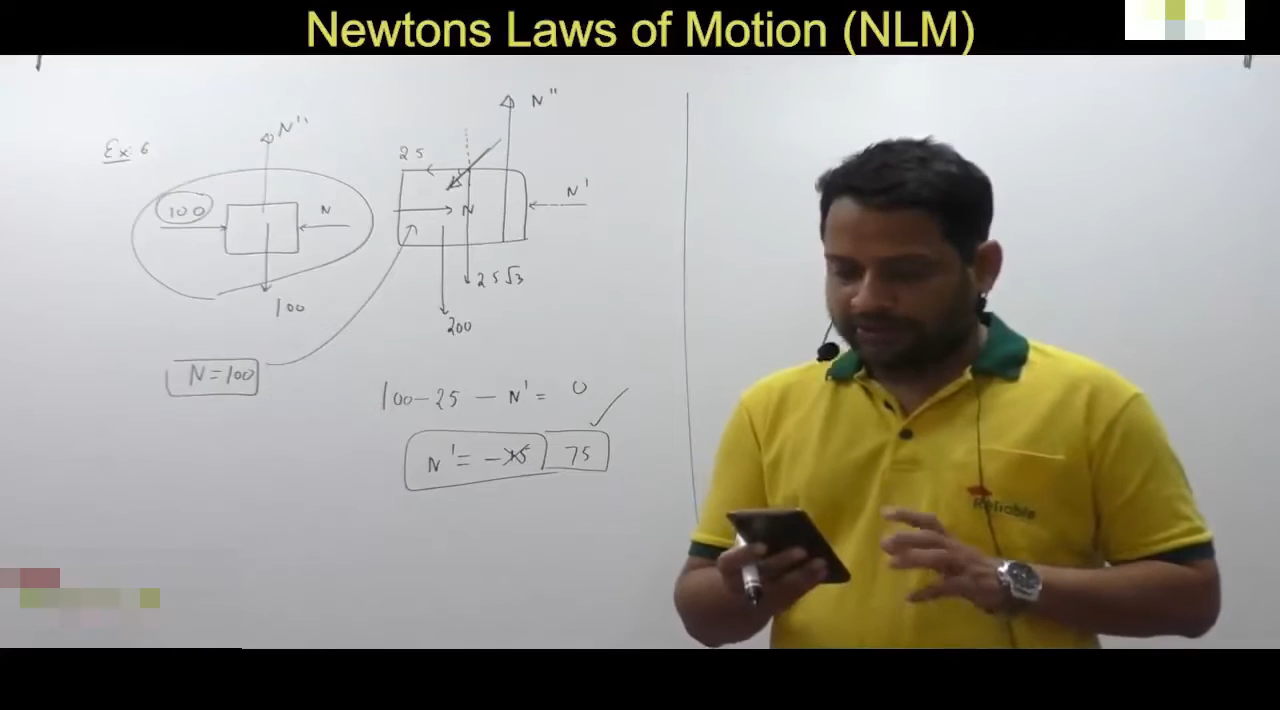 Newtons Laws of Motion (NLM)
Ex: 6
N"
100
N
100
N = 100
25
N"
N
N'
25√3
200
100 - 25 - N' = 0
N' = - 75
75
Reliable